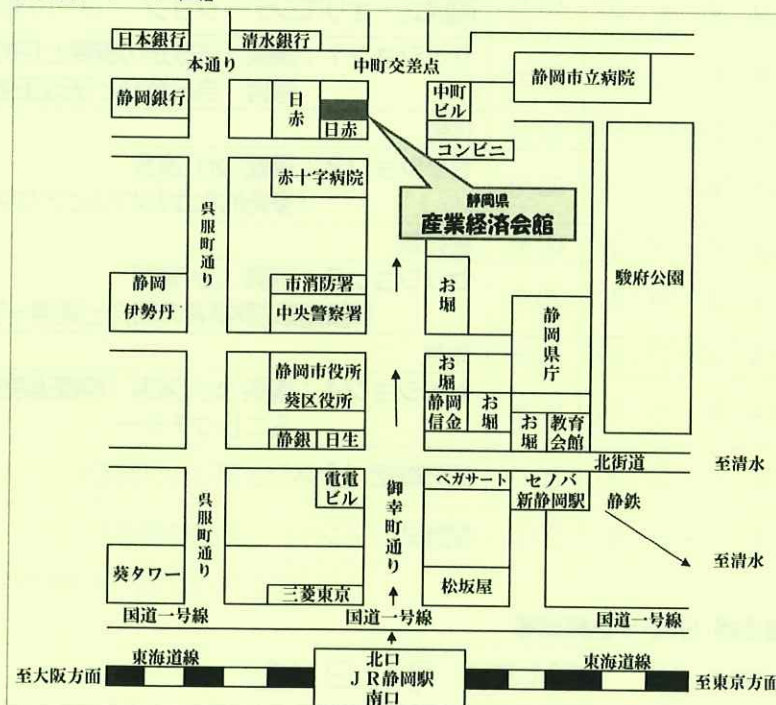 日本銀行
清水銀行
本通り
中町交差点
静岡銀行
日赤
日赤
中町ビル
静岡市立病院
コンビニ
赤十字病院
静岡県
産業経済会館
呉服町通り
駿府公園
静岡
伊勢丹
市消防署
中央警察署
お堀
静岡県庁
静岡市役所
葵区役所
お堀
静岡信金
お堀
お堀
教育会館
静銀
日生
北街道
至清水
電電ビル
ペガサート
セノバ
新静岡駅
静鉄
呉服町通り
御幸町通り
至清水
葵タワー
三菱東京
松坂屋
国道一号線
国道一号線
国道一号線
東海道線
北口
東海道線
至大阪方面
JR静岡駅
至東京方面
南口